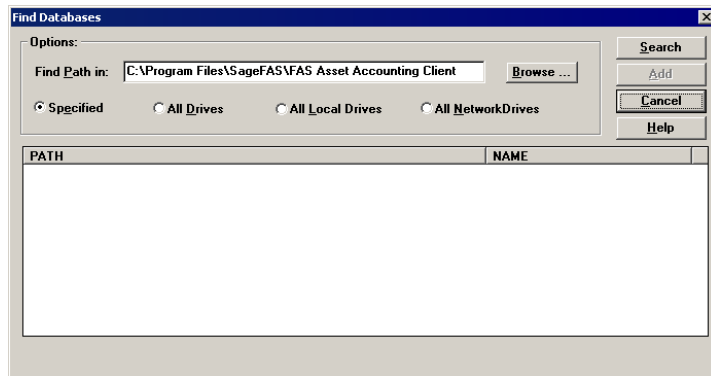 Find Databases
Options:
Find Path in: C:\Program Files\SageFAS\FAS Asset Accounting Client Browse ...
Specified All Drives All Local Drives All NetworkDrives
Search
Add
Cancel
Help
PATH NAME